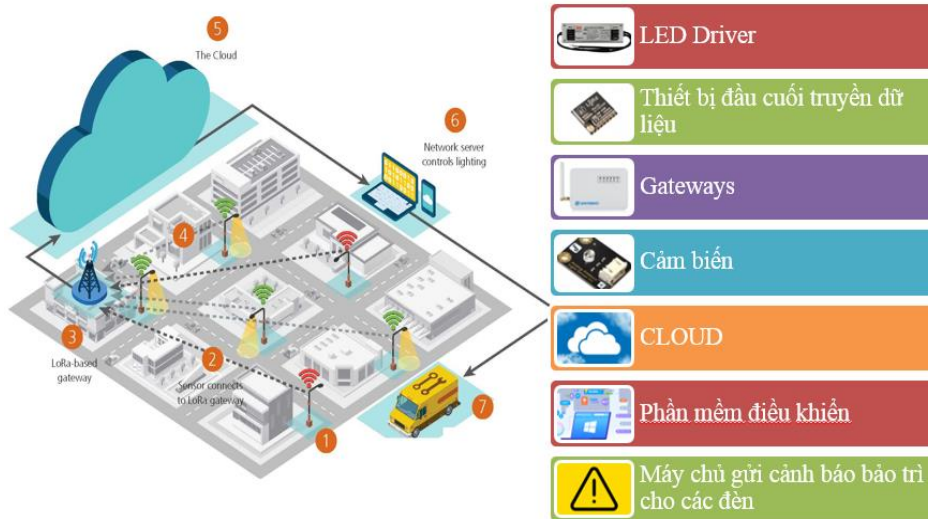 5
The Cloud
6
Network server
controls lighting
4
3
LoRa-based
gateway
2
Sensor connects
to LoRa gateway
1
7
LED Driver
Thiết bị đầu cuối truyền dữ
liệu
Gateways
Cảm biến
CLOUD
Phần mềm điều khiển
Máy chủ gửi cảnh báo bảo trì
cho các đèn